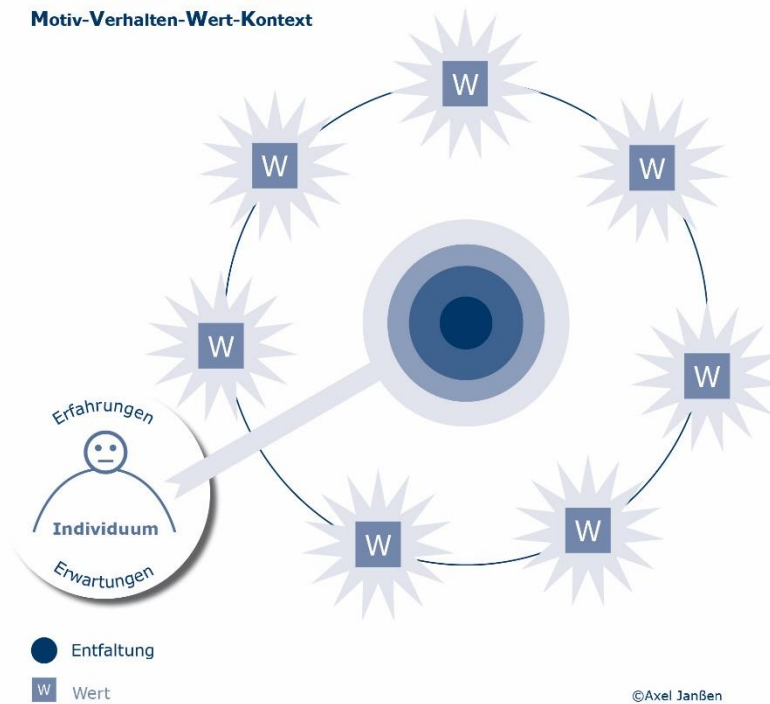 Motiv-Verhalten-Wert-Kontext
W
W
W
W
W
W
W
Erfahrungen
Individuum
Erwartungen
Entfaltung
W Wert
©Axel Janßen